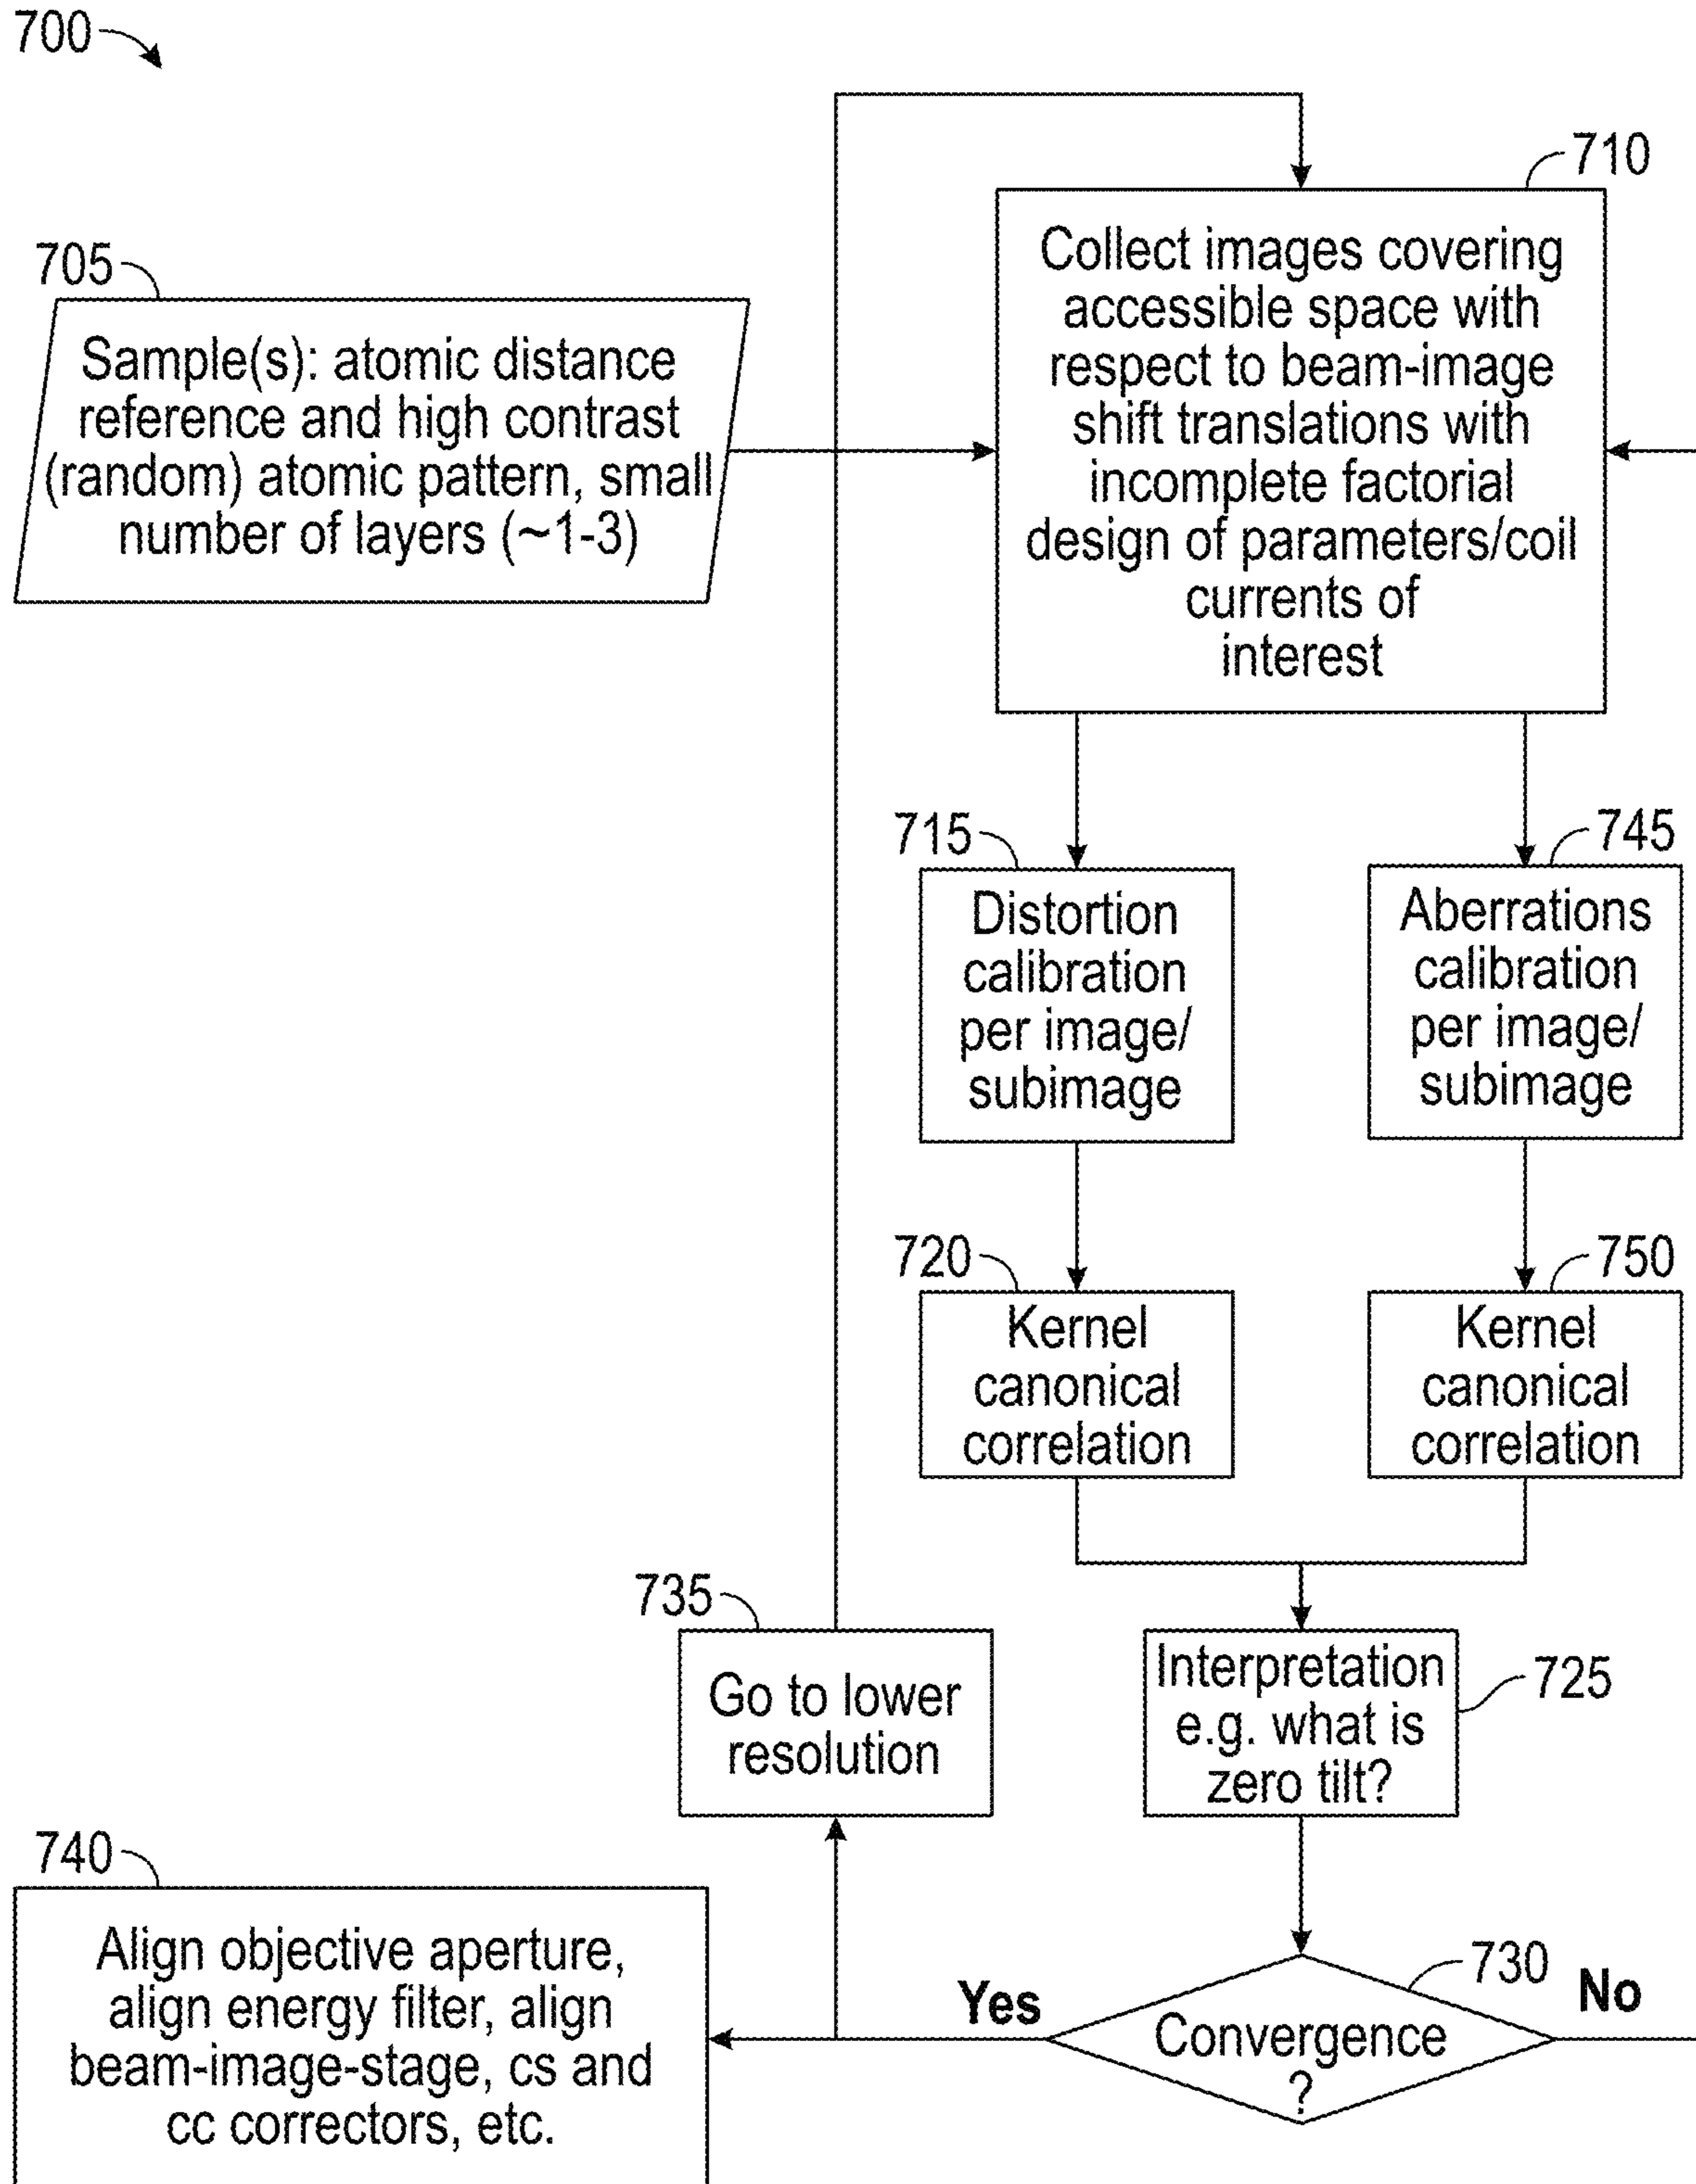 700
705
Sample(s): atomic distance
reference and high contrast
(random) atomic pattern, small
number of layers (~1-3)
710
Collect images covering
accessible space with
respect to beam-image
shift translations with
incomplete factorial
design of parameters/coil
currents of
interest
715
Distortion
calibration
per image/
subimage
745
Aberrations
calibration
per image/
subimage
720
Kernel
canonical
correlation
750
Kernel
canonical
correlation
735
Go to lower
resolution
725
Interpretation
e.g. what is
zero tilt?
740
Align objective aperture,
align energy filter, align
beam-image-stage, cs and
cc correctors, etc.
Yes
730
Convergence
?
No